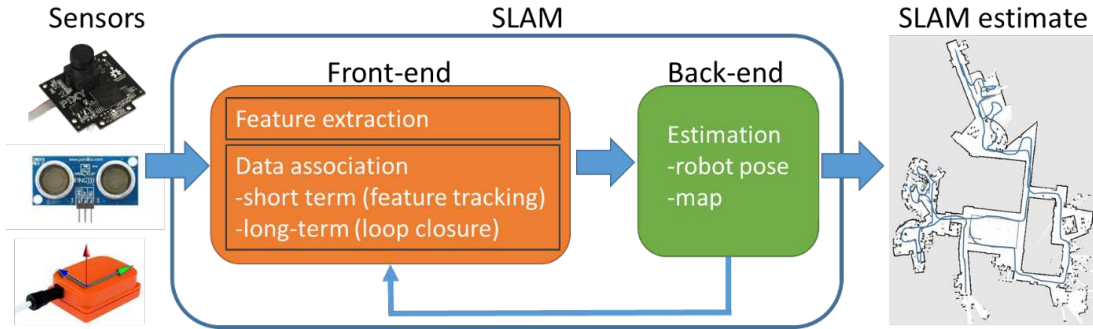 Sensors
SLAM
SLAM estimate
Front-end
Back-end
Feature extraction
Data association
-short term (feature tracking)
-long-term (loop closure)
Estimation
-robot pose
-map